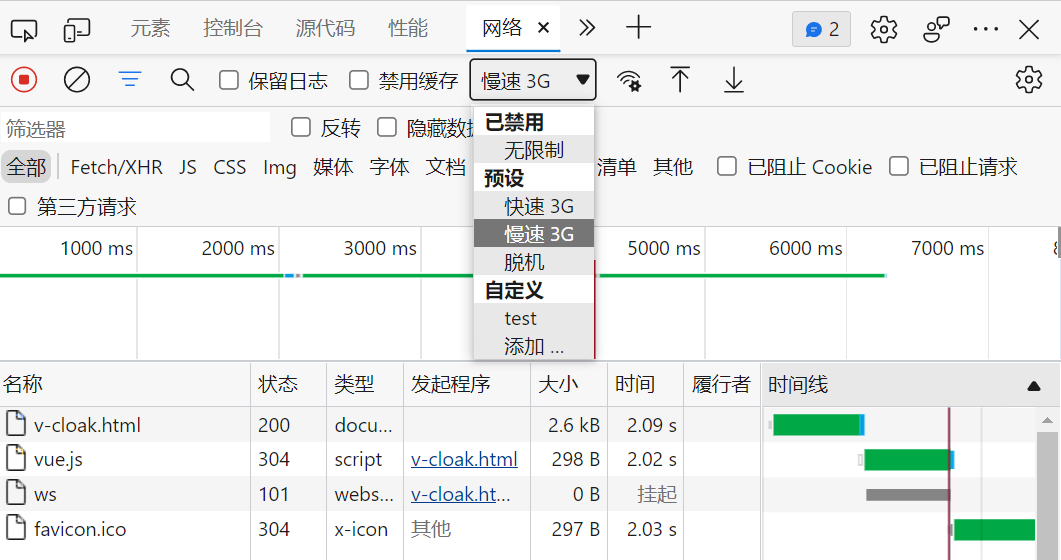 元素 控制台 源代码 性能 网络 2
保留日志 禁用缓存 慢速 3G
筛选器 反转 隐藏数据
已禁用
无限制
全部 Fetch/XHR JS CSS Img 媒体 字体 文档 清单 其他 已阻止 Cookie 已阻止请求
预设
第三方请求
快速 3G
慢速 3G
脱机
自定义
test
添加 ...
1000 ms 2000 ms 3000 ms 5000 ms 6000 ms 7000 ms
名称 状态 类型 发起程序 大小 时间 履行者 时间线
v-cloak.html 200 docu... 2.6 kB 2.09 s
vue.js 304 script v-cloak.html 298 B 2.02 s
ws 101 webs... v-cloak.ht... 0 B 挂起
favicon.ico 304 x-icon 其他 297 B 2.03 s